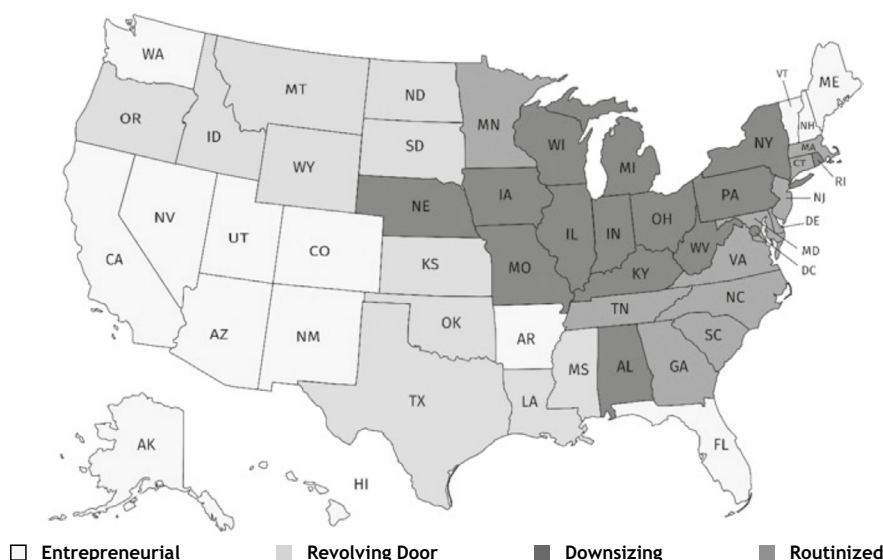 WA
MT
ND
MN
OR
ID
SD
WI
MI
WY
NE
IA
NV
UT
CO
CA
KS
MO
IL
IN
OH
KY
WV
PA
NY
VT
ME
NH
MA
CT
RI
NJ
DE
MD
DC
VA
NC
TN
SC
AZ
NM
OK
AR
MS
AL
GA
TX
LA
FL
AK
HI
Entrepreneurial Revolving Door Downsizing Routinized